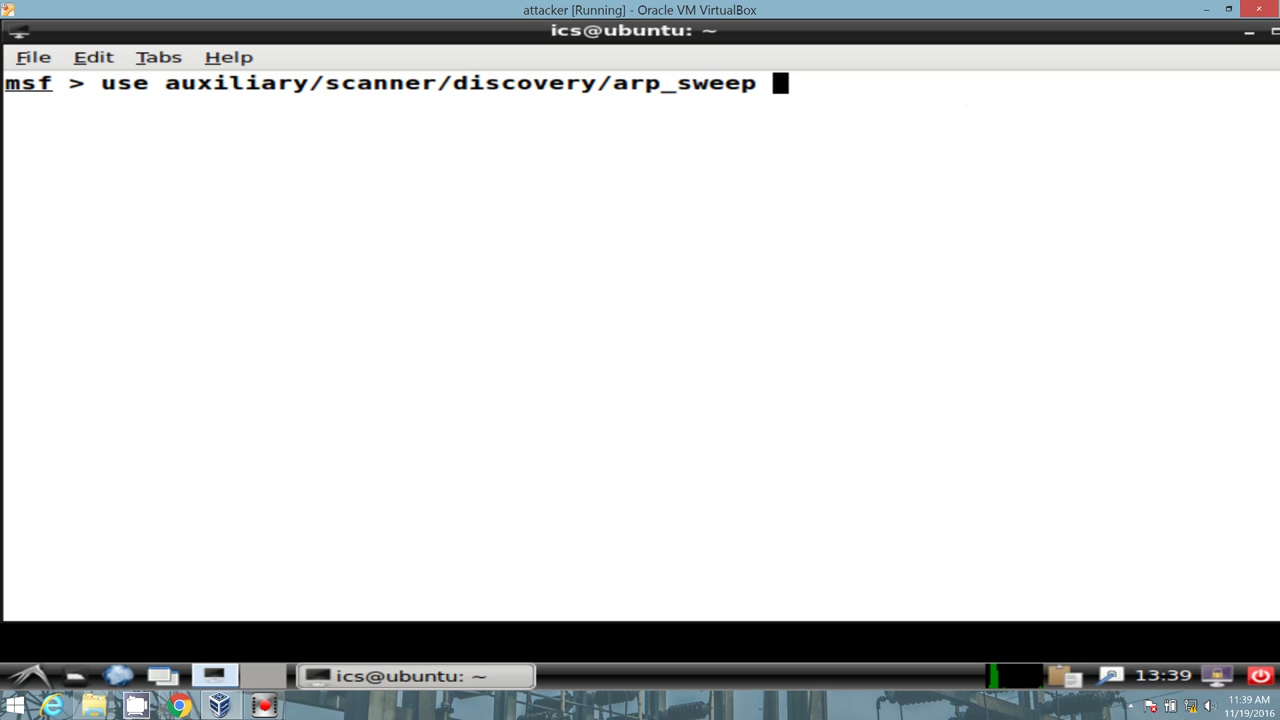 attacker [Running] - Oracle VM VirtualBox
ics@ubuntu: ~
File Edit Tabs Help
msf > use auxiliary/scanner/discovery/arp_sweep
ics@ubuntu: ~
13:39
11:39 AM
11/19/2016